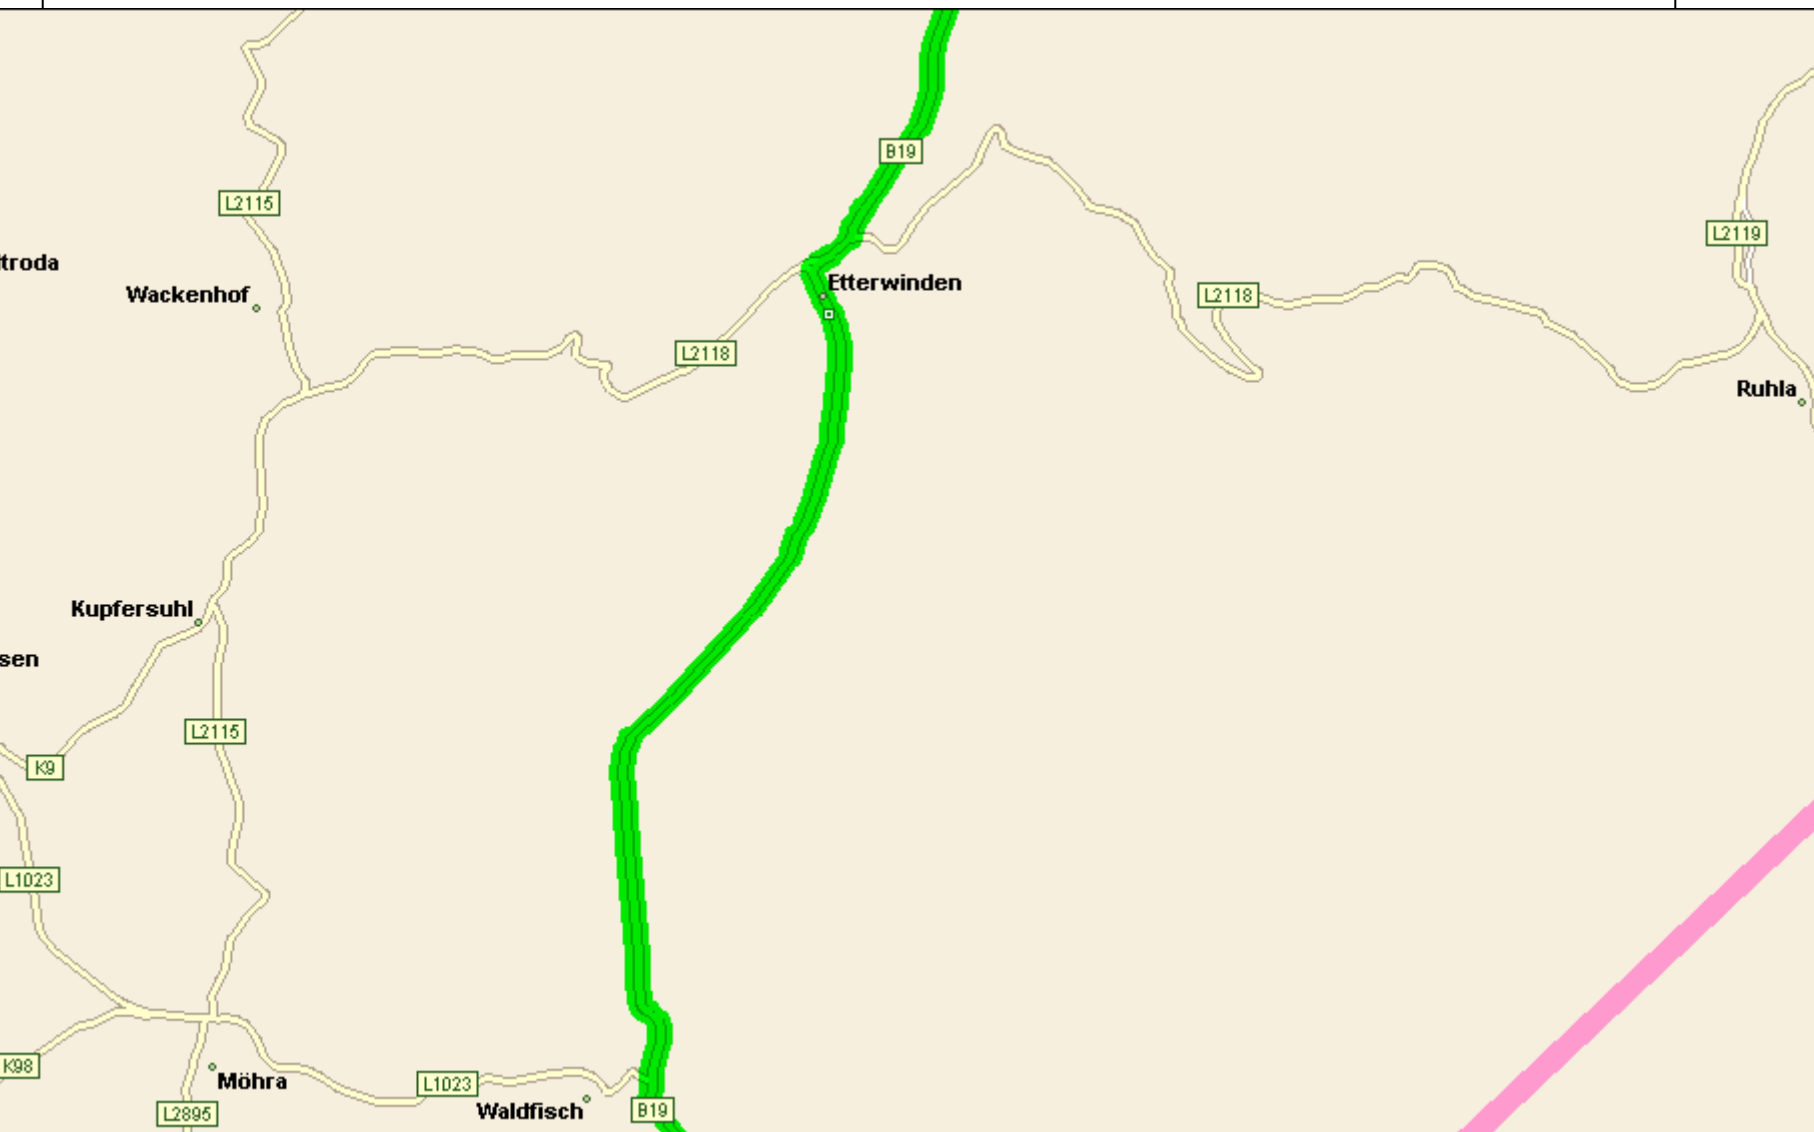 B19
L2115
L2119
ltroda
Etterwinden
Wackenhof
L2118
L2118
Ruhla
Kupfersuhl
sen
L2115
K9
L1023
K98
Möhra
L1023
Waldfisch
B19
L2895